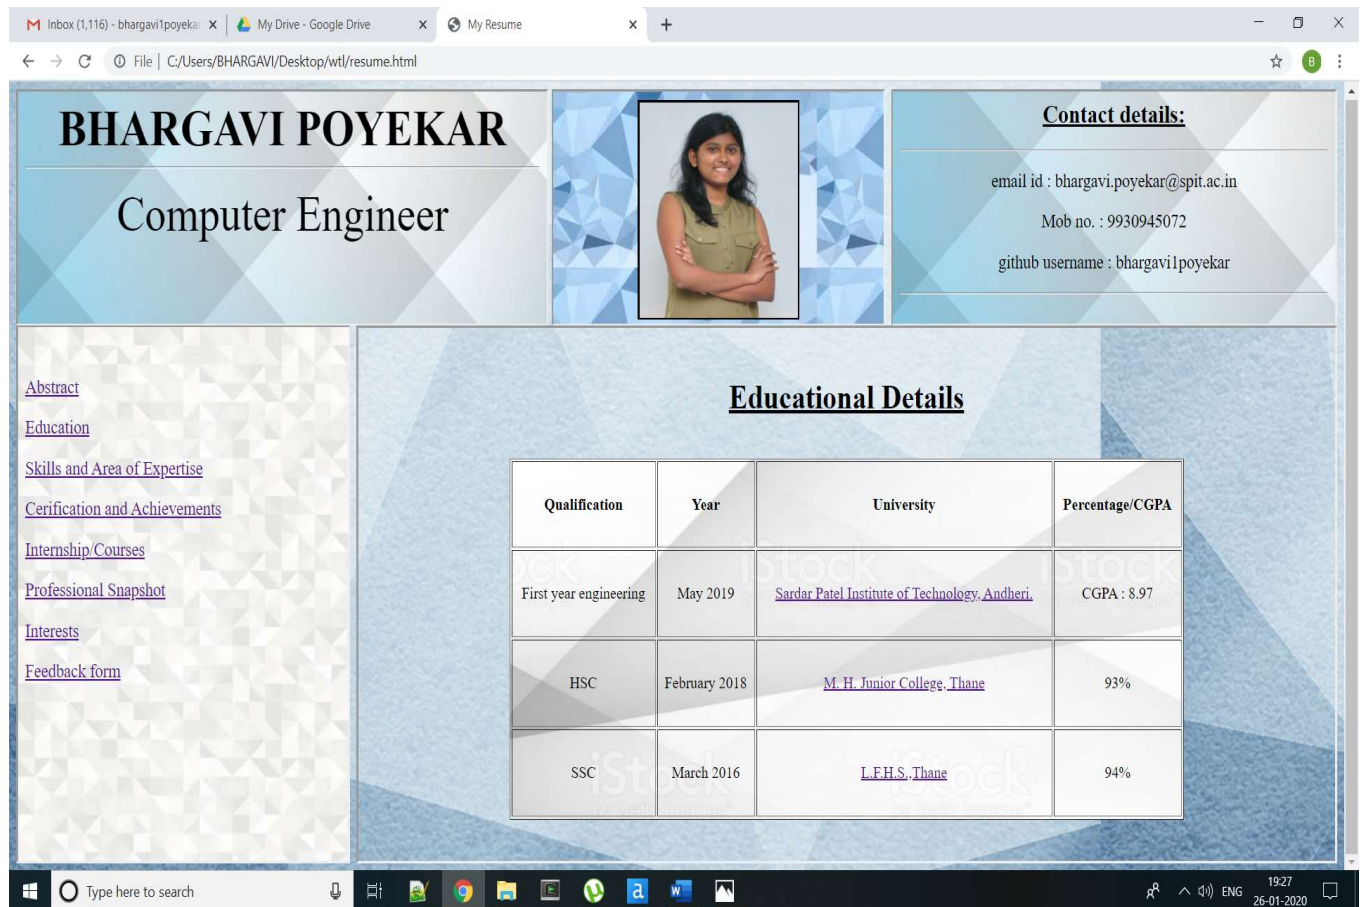 Inbox (1,116) - bhargavi1poyeka
My Drive - Google Drive
My Resume
File | C:/Users/BHARGAVI/Desktop/wtl/resume.html
B
BHARGAVI POYEKAR
Computer Engineer
Contact details:
email id : bhargavi.poyekar@spit.ac.in
Mob no. : 9930945072
github username : bhargavi1poyekar
Abstract
Education
Skills and Area of Expertise
Cerification and Achievements
Internship/Courses
Professional Snapshot
Interests
Feedback form
Educational Details
Qualification Year University Percentage/CGPA
First year engineering May 2019 Sardar Patel Institute of Technology, Andheri. CGPA : 8.97
HSC February 2018 M. H. Junior College, Thane 93%
SSC March 2016 L.F.H.S.,Thane 94%
iStock
iStock
iStock
iStock
Type here to search
ENG
19:27
26-01-2020